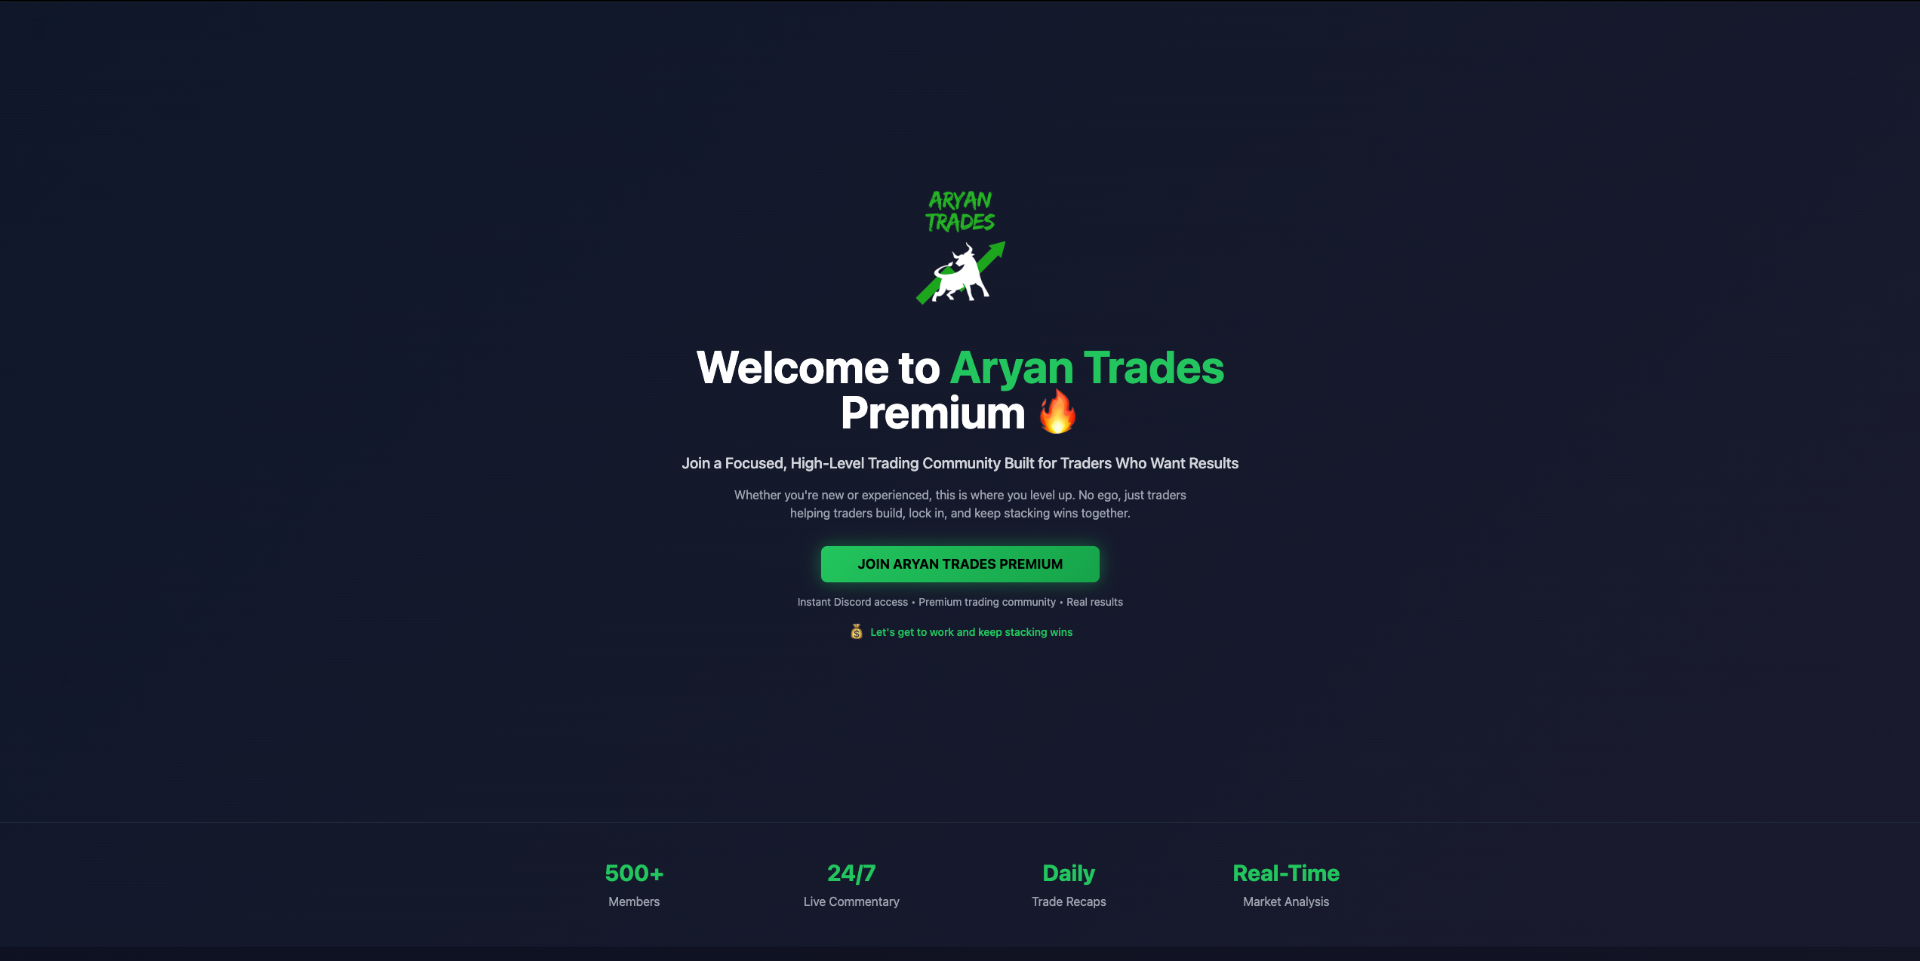 ARYAN
TRADES
Welcome to Aryan Trades
Premium 🔥
Join a Focused, High-Level Trading Community Built for Traders Who Want Results
Whether you're new or experienced, this is where you level up. No ego, just traders
helping traders build, lock in, and keep stacking wins together.
JOIN ARYAN TRADES PREMIUM
Instant Discord access • Premium trading community • Real results
💰 Let's get to work and keep stacking wins
500+
Members
24/7
Live Commentary
Daily
Trade Recaps
Real-Time
Market Analysis